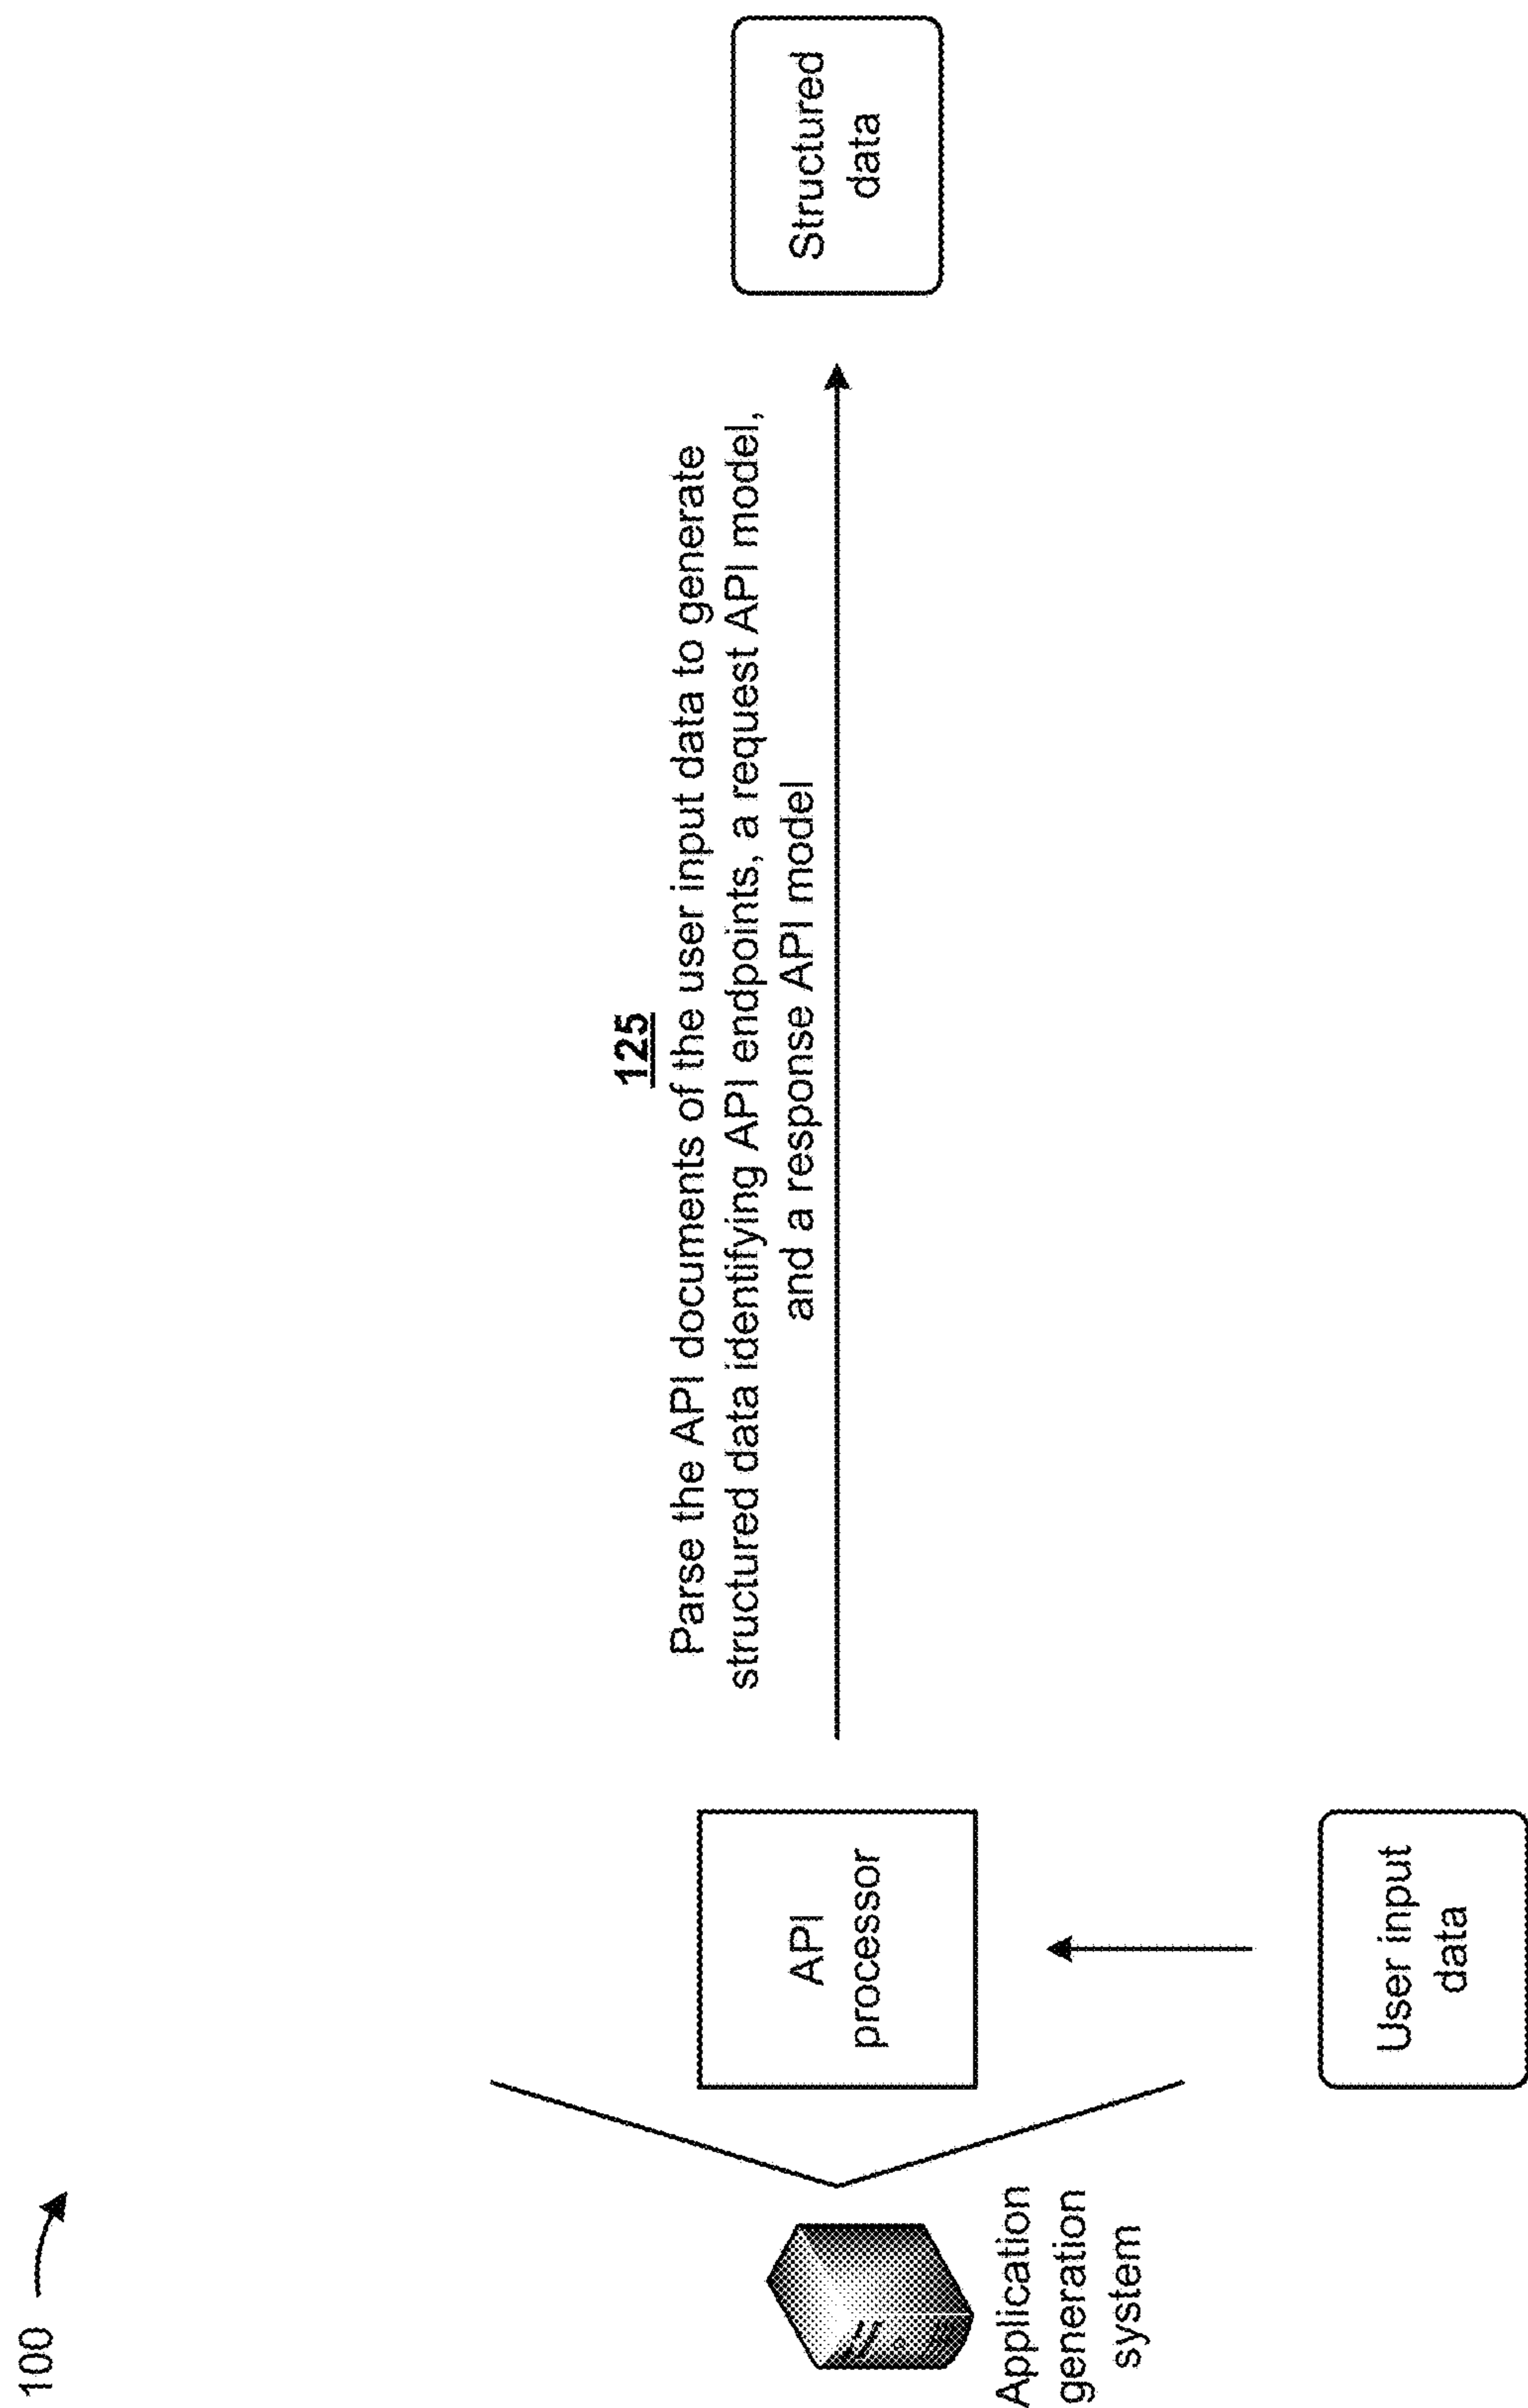 100
Application
generation
system
API
processor
User input
data
125
Parse the API documents of the user input data to generate
structured data identifying API endpoints, a request API model,
and a response API model
Structured
data